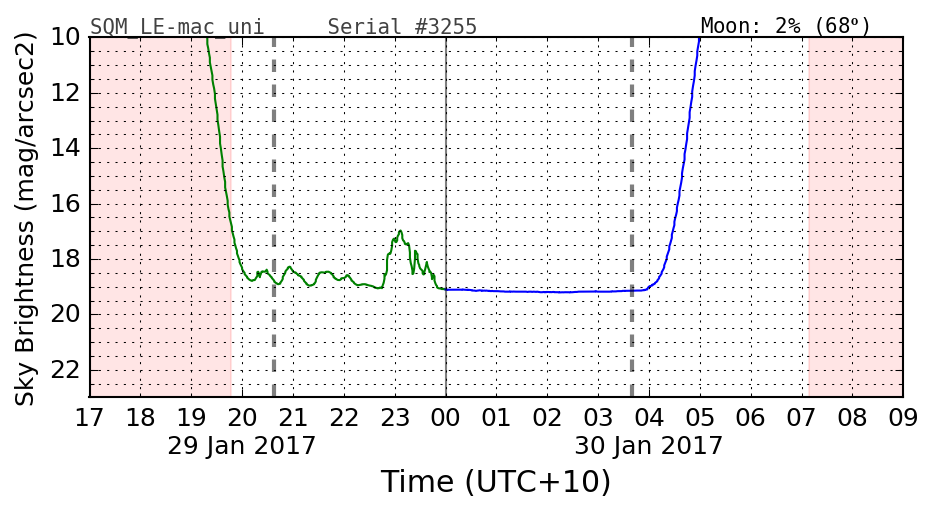 SQM_LE-mac_uni Serial #3255 Moon: 2% (68°)
Sky Brightness (mag/arcsec2)
10
12
14
16
18
20
22
17 18 19 20 21 22 23 00 01 02 03 04 05 06 07 08 09
29 Jan 2017 30 Jan 2017
Time (UTC+10)